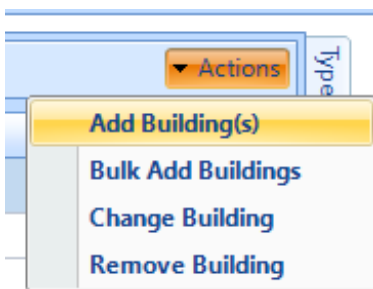 Actions
Type
Add Building(s)
Bulk Add Buildings
Change Building
Remove Building